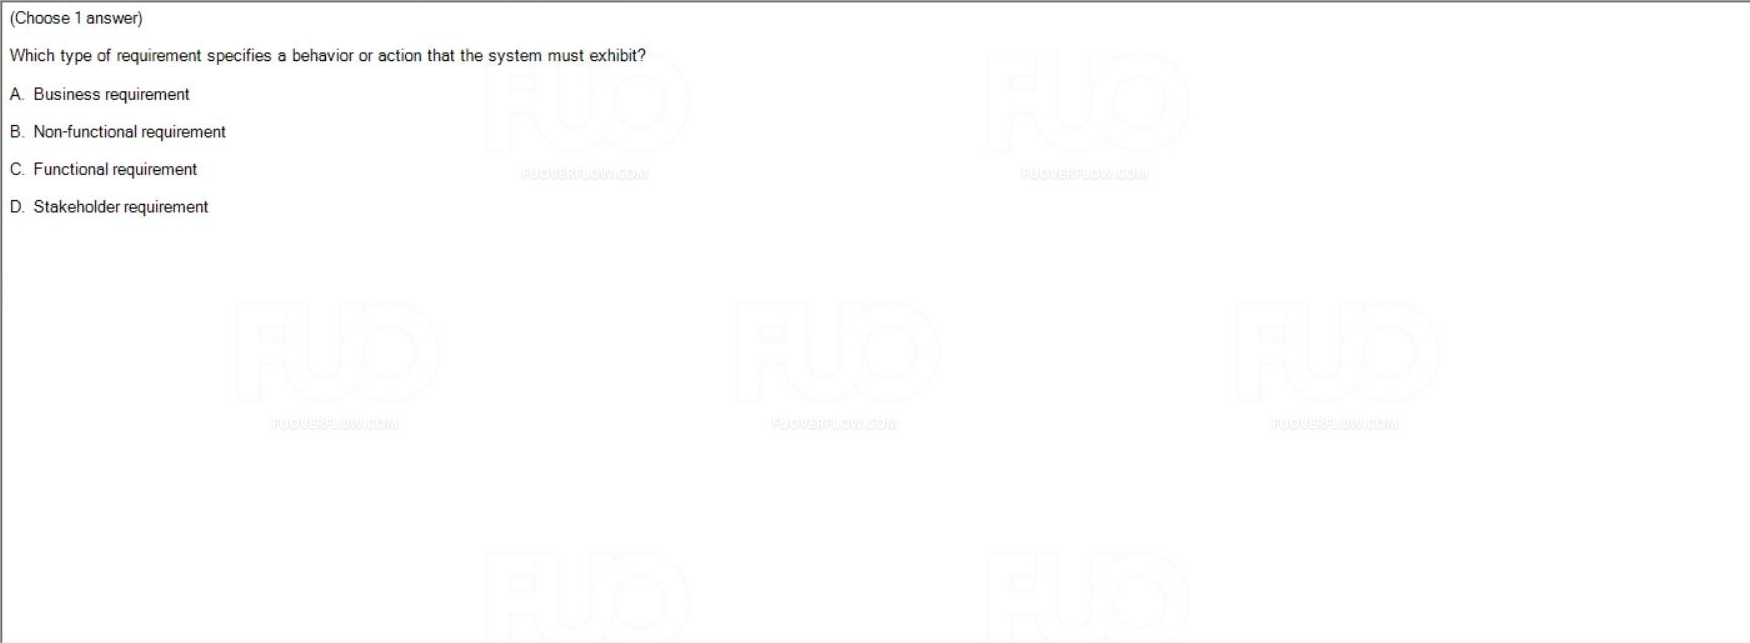 (Choose 1 answer)
Which type of requirement specifies a behavior or action that the system must exhibit?
A. Business requirement
B. Non-functional requirement
C. Functional requirement
D. Stakeholder requirement
FUO
FUOVERFLOW.COM
FUO
FUOVERFLOW.COM
FUO
FUOVERFLOW.COM
FUO
FUOVERFLOW.COM
FUO
FUOVERFLOW.COM
FUO
FUO